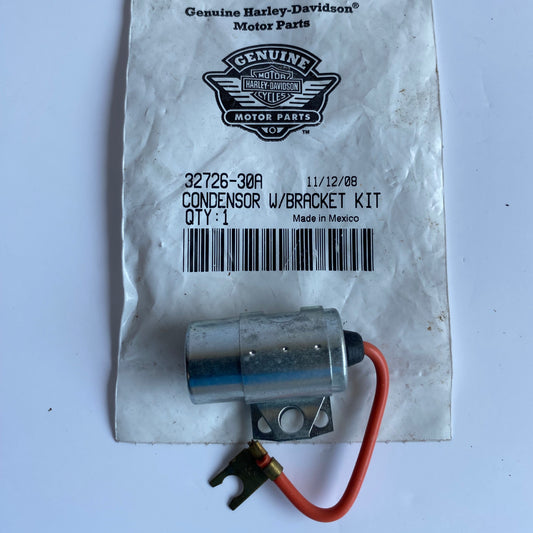 Genuine Harley-Davidson®
Motor Parts
GENUINE
MOTOR
HARLEY-DAVIDSON
CYCLES
MOTOR PARTS
TM
32726-30A 11/12/08
CONDENSOR W/BRACKET KIT
QTY:1 Made in Mexico